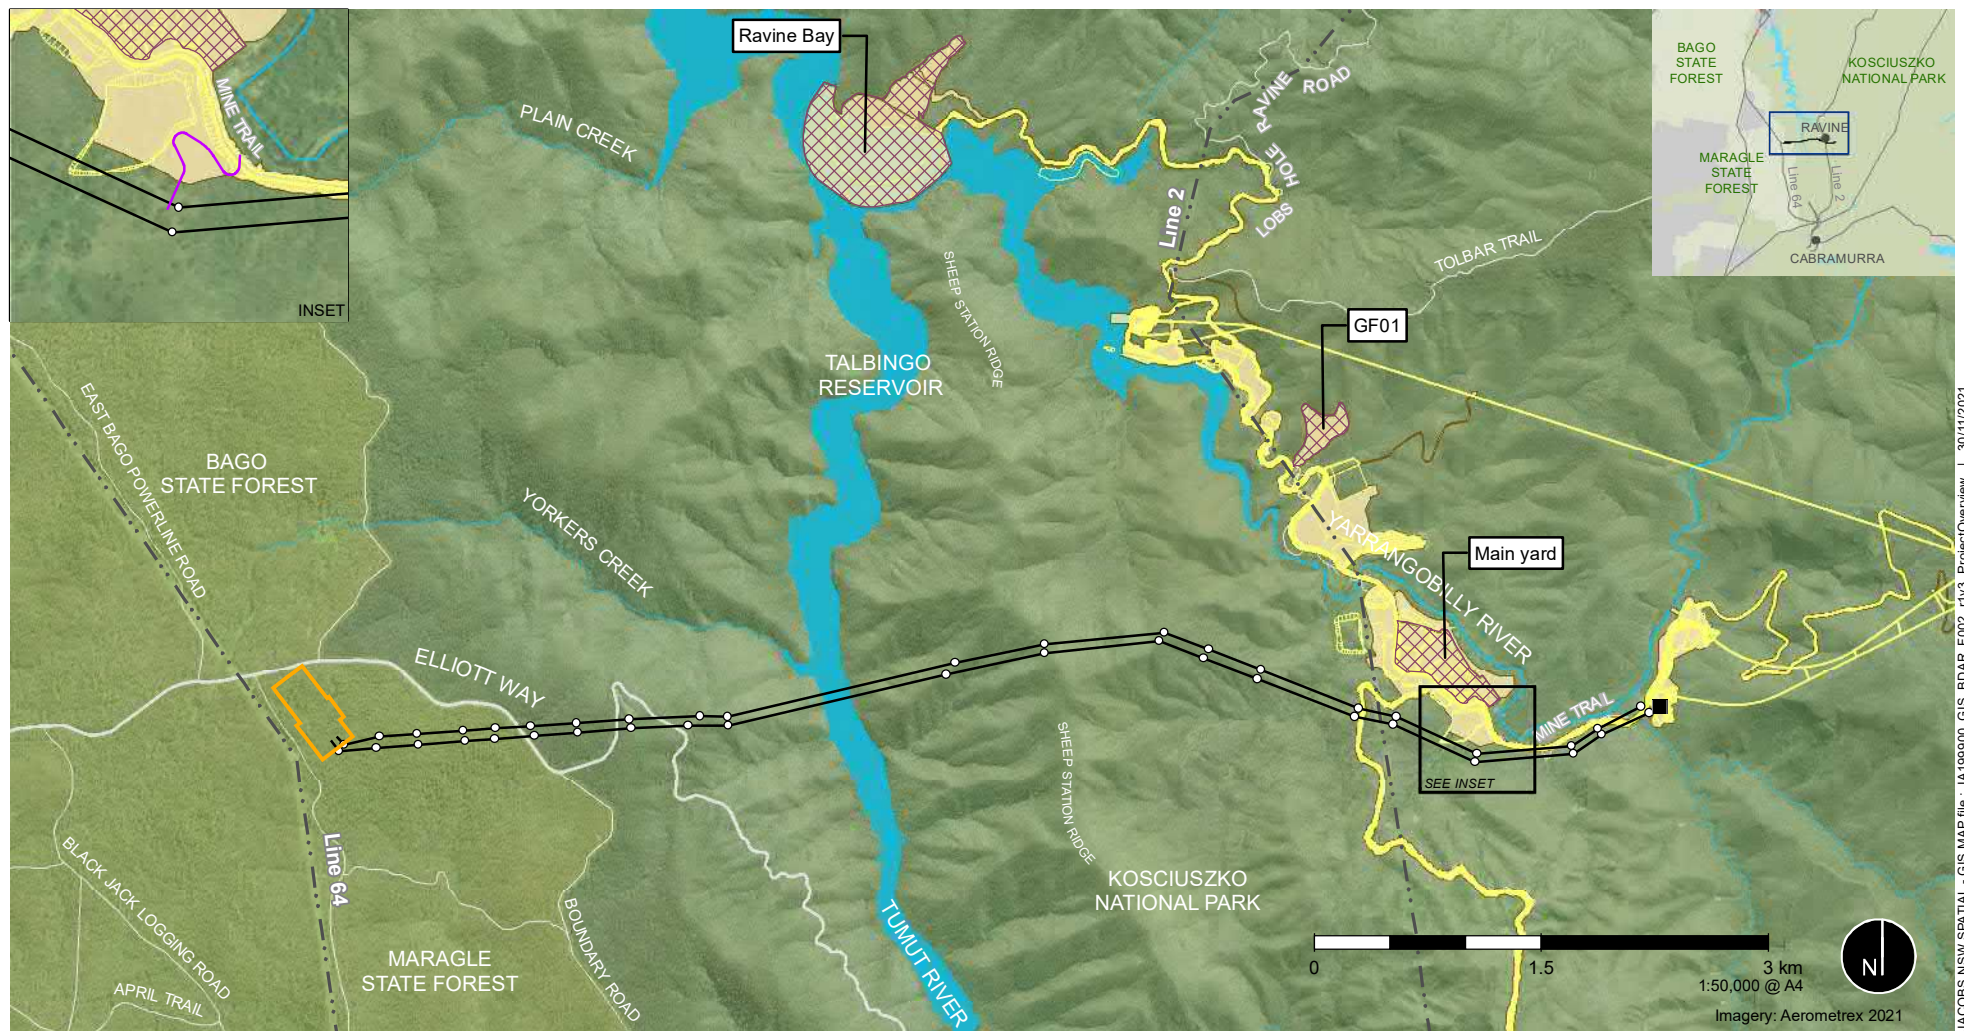 Ravine Bay
PLAIN CREEK
MINE TRAIL
INSET
RAVINE
ROAD
LOBS
HOLE
Line 2
TOLBAR TRAIL
SHEEP STATION RIDGE
GF01
BAGO
STATE
FOREST
KOSCIUSZKO
NATIONAL PARK
RAVINE
MARAGLE
STATE
FOREST
Line 64
Line 2
CABRAMURRA
TALBINGO
RESERVOIR
EAST BAGO POWERLINE ROAD
BAGO
STATE FOREST
YORKERS CREEK
YARRANGOBILLY RIVER
Main yard
ELLIOTT WAY
MINE TRAIL
SEE INSET
SHEEP STATION RIDGE
Line 64
BLACK JACK LOGGING ROAD
APRIL TRAIL
MARAGLE
STATE FOREST
BOUNDARY ROAD
TUMUT RIVER
KOSCIUSZKO
NATIONAL PARK
0 1.5 3 km
1:50,000 @ A4
N
Imagery: Aerometrex 2021